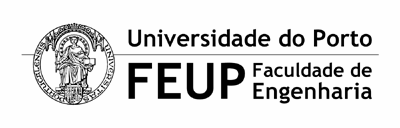 Universidade do Porto
FEUP Faculdade de
Engenharia